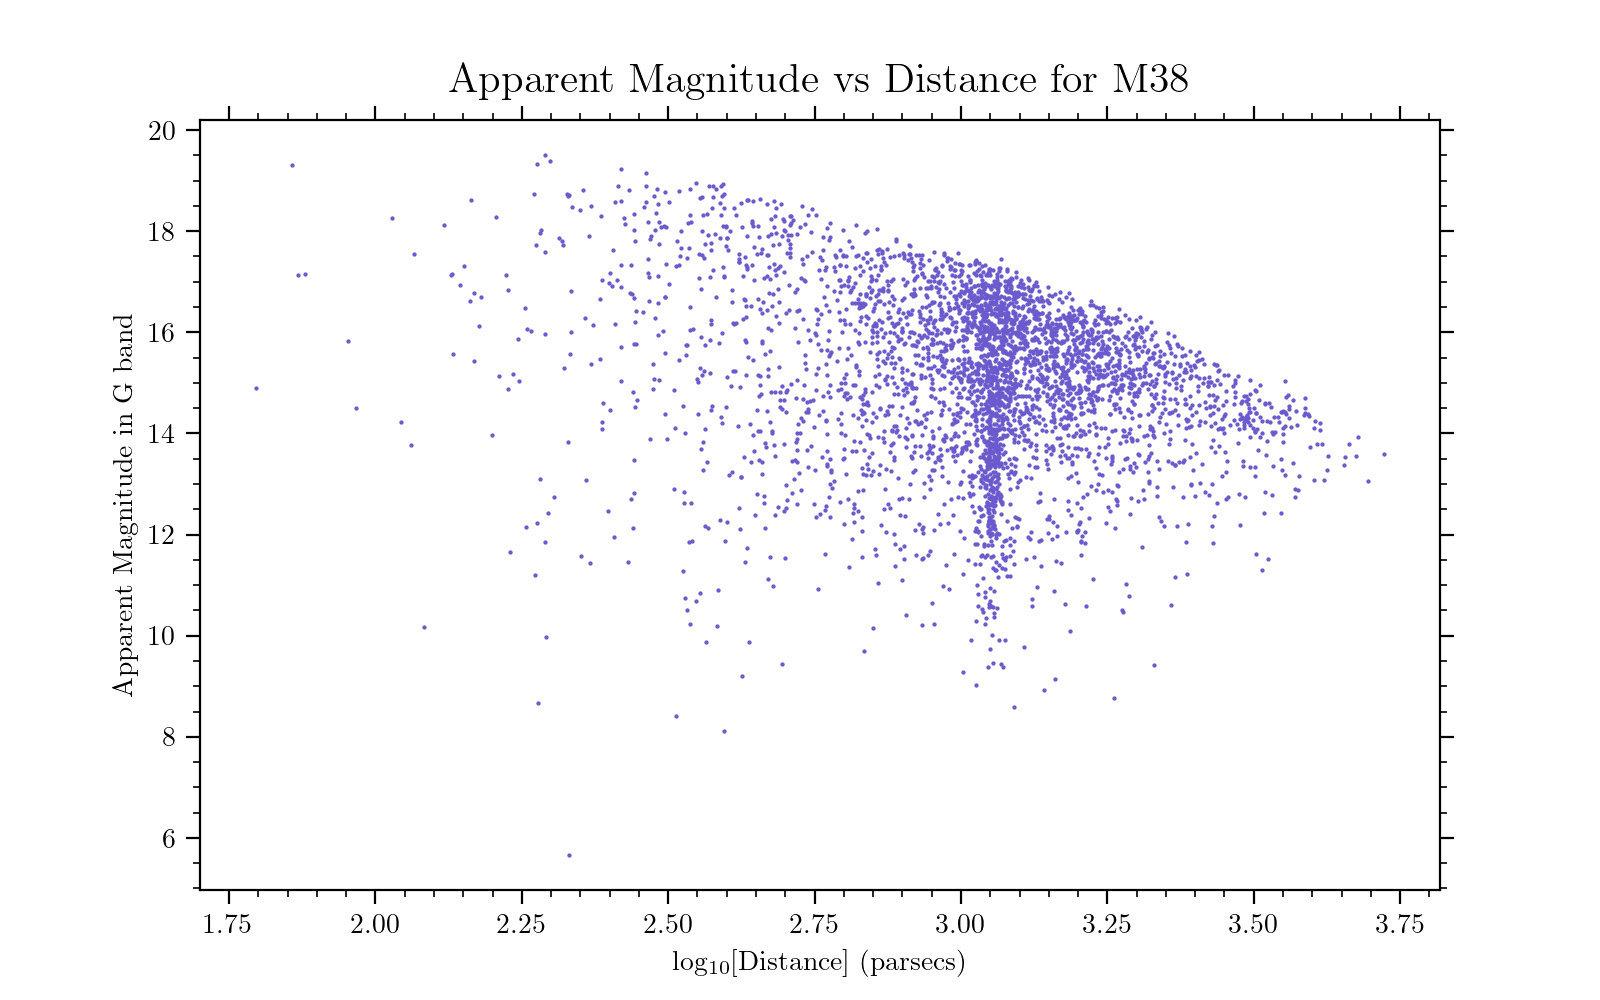 Apparent Magnitude vs Distance for M38
Apparent Magnitude in G band
20
18
16
14
12
10
8
6
1.75 2.00 2.25 2.50 2.75 3.00 3.25 3.50 3.75
log₁₀[Distance] (parsecs)